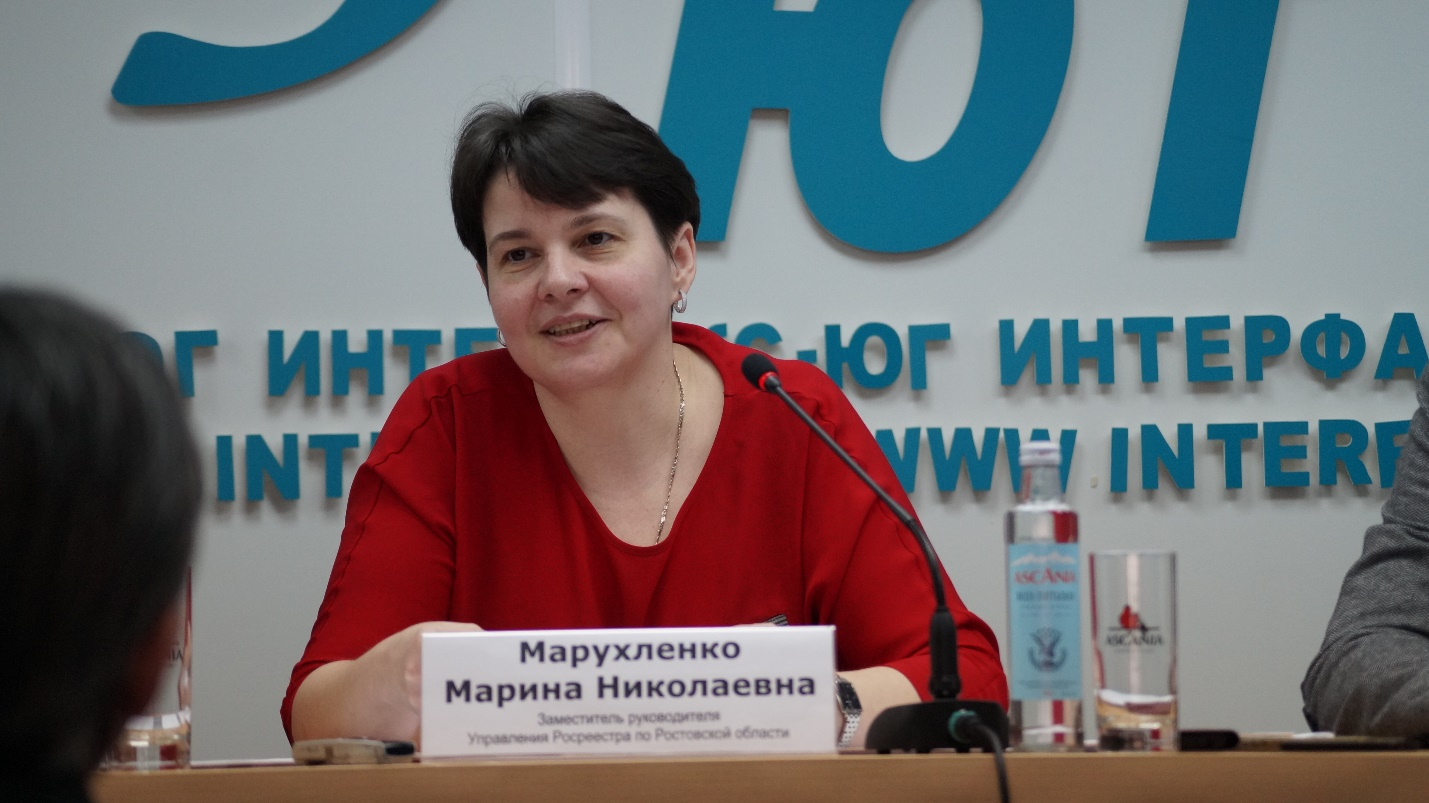 ЮГ
ЮГ ИНТЕРФАКС-ЮГ ИНТЕРФА
INT WWW INTERF
Марухленко
Марина Николаевна
Заместитель руководителя
Управления Росреестра по Ростовской области
ASCANIA
ASCANIA